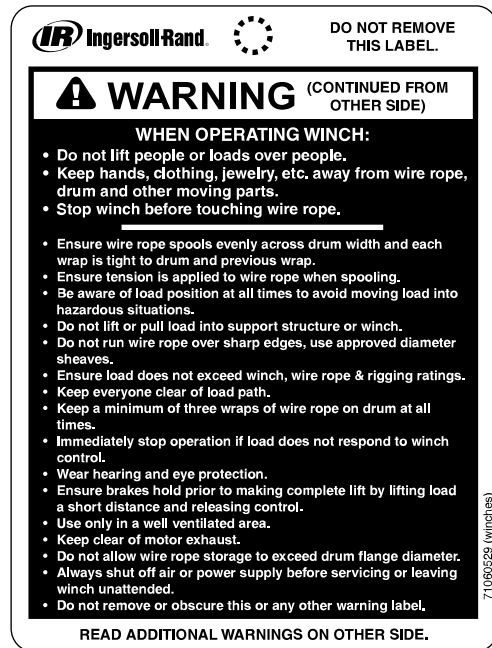 IR Ingersoll-Rand®
DO NOT REMOVE
THIS LABEL.
WARNING (CONTINUED FROM
OTHER SIDE)
WHEN OPERATING WINCH:
• Do not lift people or loads over people.
• Keep hands, clothing, jewelry, etc. away from wire rope,
drum and other moving parts.
• Stop winch before touching wire rope.
• Ensure wire rope spools evenly across drum width and each
wrap is tight to drum and previous wrap.
• Ensure tension is applied to wire rope when spooling.
• Be aware of load position at all times to avoid moving load into
hazardous situations.
• Do not lift or pull load into support structure or winch.
• Do not run wire rope over sharp edges, use approved diameter
sheaves.
• Ensure load does not exceed winch, wire rope & rigging ratings.
• Keep everyone clear of load path.
• Keep a minimum of three wraps of wire rope on drum at all
times.
• Immediately stop operation if load does not respond to winch
control.
• Wear hearing and eye protection.
• Ensure brakes hold prior to making complete lift by lifting load
a short distance and releasing control.
• Use only in a well ventilated area.
• Keep clear of motor exhaust.
• Do not allow wire rope storage to exceed drum flange diameter.
• Always shut off air or power supply before servicing or leaving
winch unattended.
• Do not remove or obscure this or any other warning label.
71060529 (winches)
READ ADDITIONAL WARNINGS ON OTHER SIDE.